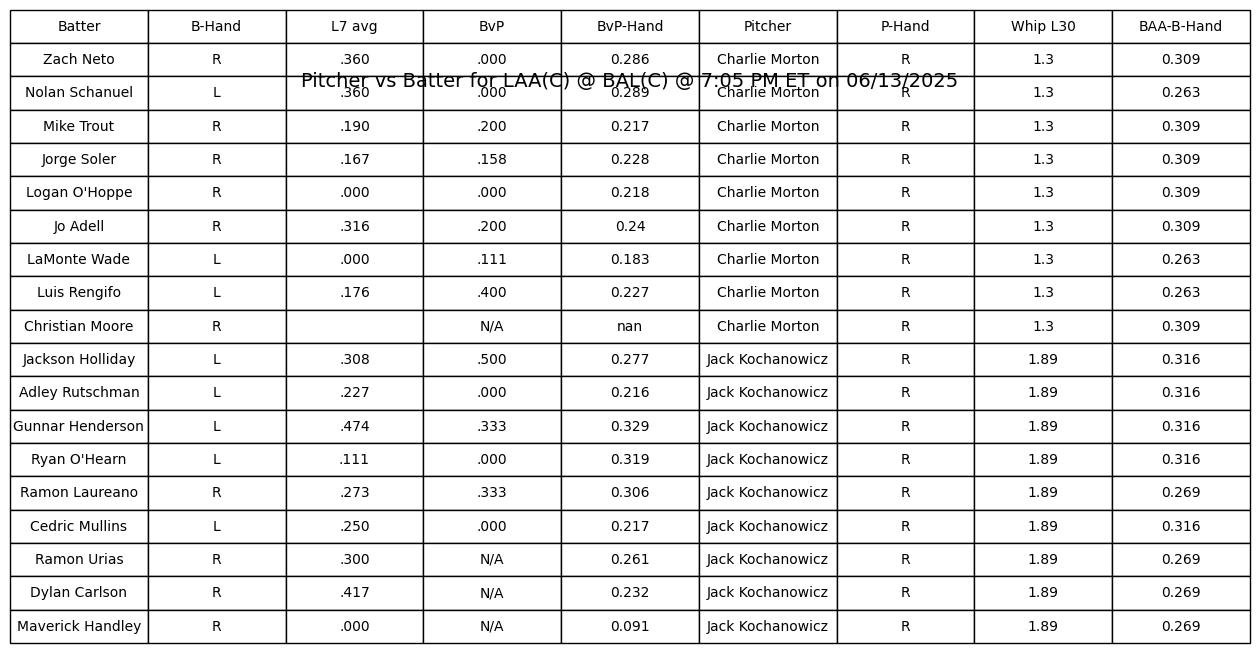 Batter B-Hand L7 avg BvP BvP-Hand Pitcher P-Hand Whip L30 BAA-B-Hand
Zach Neto R .360 .000 0.286 Charlie Morton R 1.3 0.309
Pitcher vs Batter for LAA(C) @ BAL(C) @ 7:05 PM ET on 06/13/2025
Nolan Schanuel L .360 .000 0.289 Charlie Morton R 1.3 0.263
Mike Trout R .190 .200 0.217 Charlie Morton R 1.3 0.309
Jorge Soler R .167 .158 0.228 Charlie Morton R 1.3 0.309
Logan O'Hoppe R .000 .000 0.218 Charlie Morton R 1.3 0.309
Jo Adell R .316 .200 0.24 Charlie Morton R 1.3 0.309
LaMonte Wade L .000 .111 0.183 Charlie Morton R 1.3 0.263
Luis Rengifo L .176 .400 0.227 Charlie Morton R 1.3 0.263
Christian Moore R N/A nan Charlie Morton R 1.3 0.309
Jackson Holliday L .308 .500 0.277 Jack Kochanowicz R 1.89 0.316
Adley Rutschman L .227 .000 0.216 Jack Kochanowicz R 1.89 0.316
Gunnar Henderson L .474 .333 0.329 Jack Kochanowicz R 1.89 0.316
Ryan O'Hearn L .111 .000 0.319 Jack Kochanowicz R 1.89 0.316
Ramon Laureano R .273 .333 0.306 Jack Kochanowicz R 1.89 0.269
Cedric Mullins L .250 .000 0.217 Jack Kochanowicz R 1.89 0.316
Ramon Urias R .300 N/A 0.261 Jack Kochanowicz R 1.89 0.269
Dylan Carlson R .417 N/A 0.232 Jack Kochanowicz R 1.89 0.269
Maverick Handley R .000 N/A 0.091 Jack Kochanowicz R 1.89 0.269